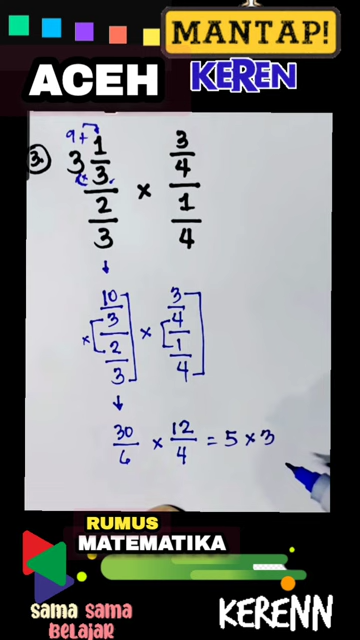 MANTAP!
ACEH KEREN
9+
3. 3 1/3 / 2/3 × 3/4 / 1/4
10/3 / 2/3 × 3/4 / 1/4
×
30/6 × 12/4 = 5 × 3
RUMUS
MATEMATIKA
sama sama
belajar
KERENN